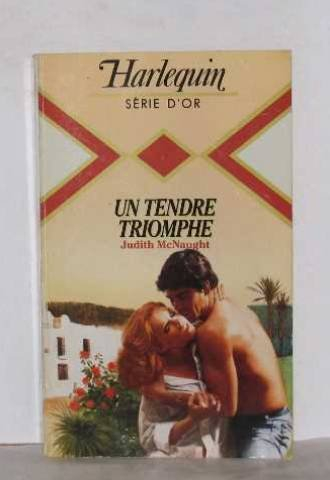 Harlequin
SÉRIE D'OR
UN TENDRE
TRIOMPHE
Judith McNaught